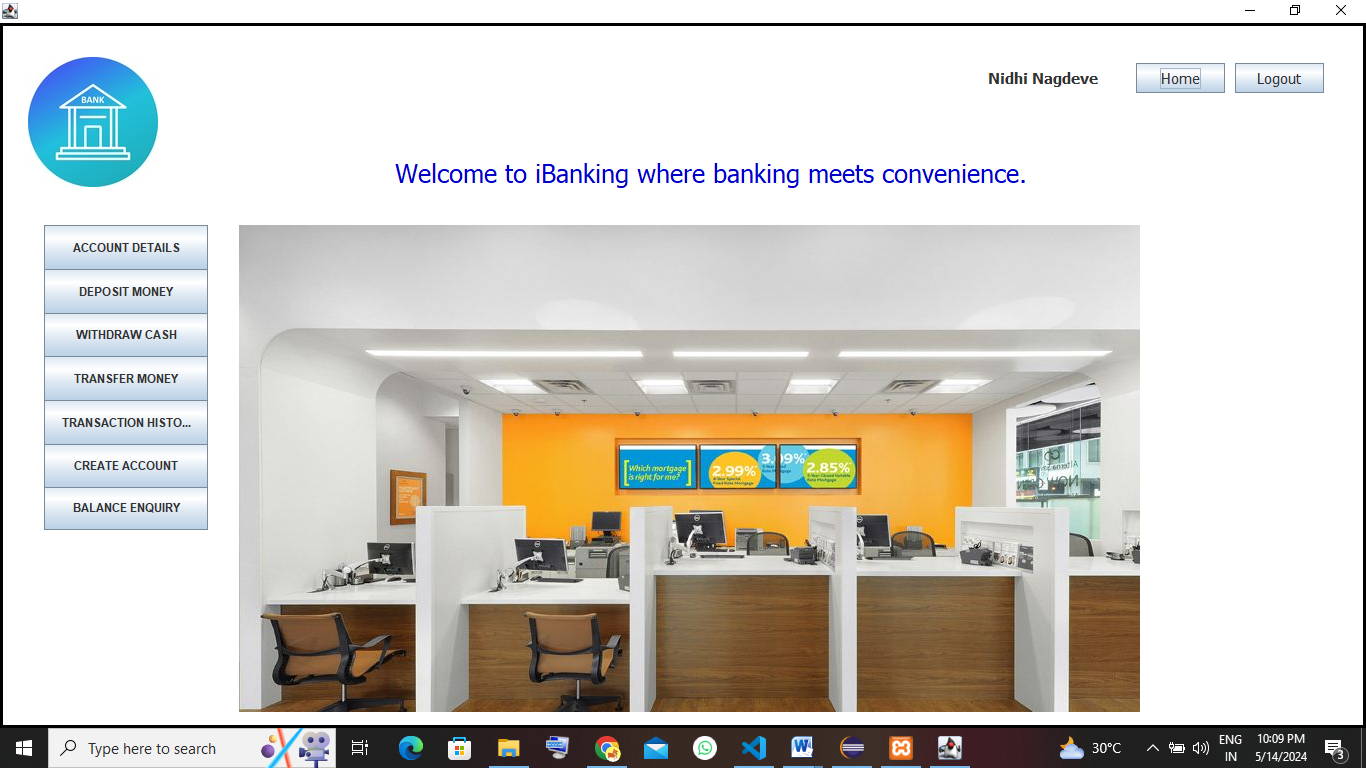 BANK
Nidhi Nagdeve
Home
Logout
Welcome to iBanking where banking meets convenience.
ACCOUNT DETAILS
DEPOSIT MONEY
WITHDRAW CASH
TRANSFER MONEY
TRANSACTION HISTO...
CREATE ACCOUNT
BALANCE ENQUIRY
Which mortgage
is right for me?
2.99%
3.09%
2.85%
Type here to search
30°C
ENG
IN
10:09 PM
5/14/2024
3